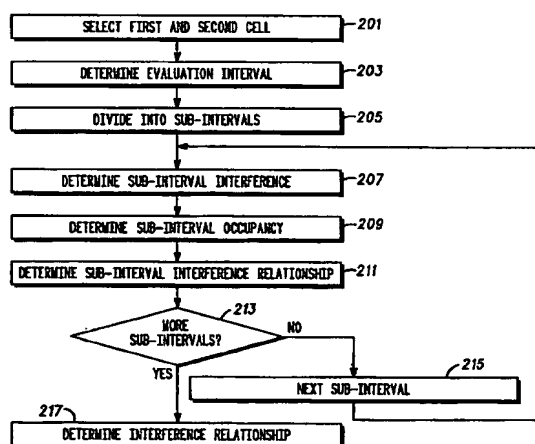 SELECT FIRST AND SECOND CELL 201
DETERMINE EVALUATION INTERVAL 203
DIVIDE INTO SUB-INTERVALS 205
DETERMINE SUB-INTERVAL INTERFERENCE 207
DETERMINE SUB-INTERVAL OCCUPANCY 209
DETERMINE SUB-INTERVAL INTERFERENCE RELATIONSHIP 211
213
MORE
SUB-INTERVALS?
NO
YES
215
NEXT SUB-INTERVAL
217
DETERMINE INTERFERENCE RELATIONSHIP